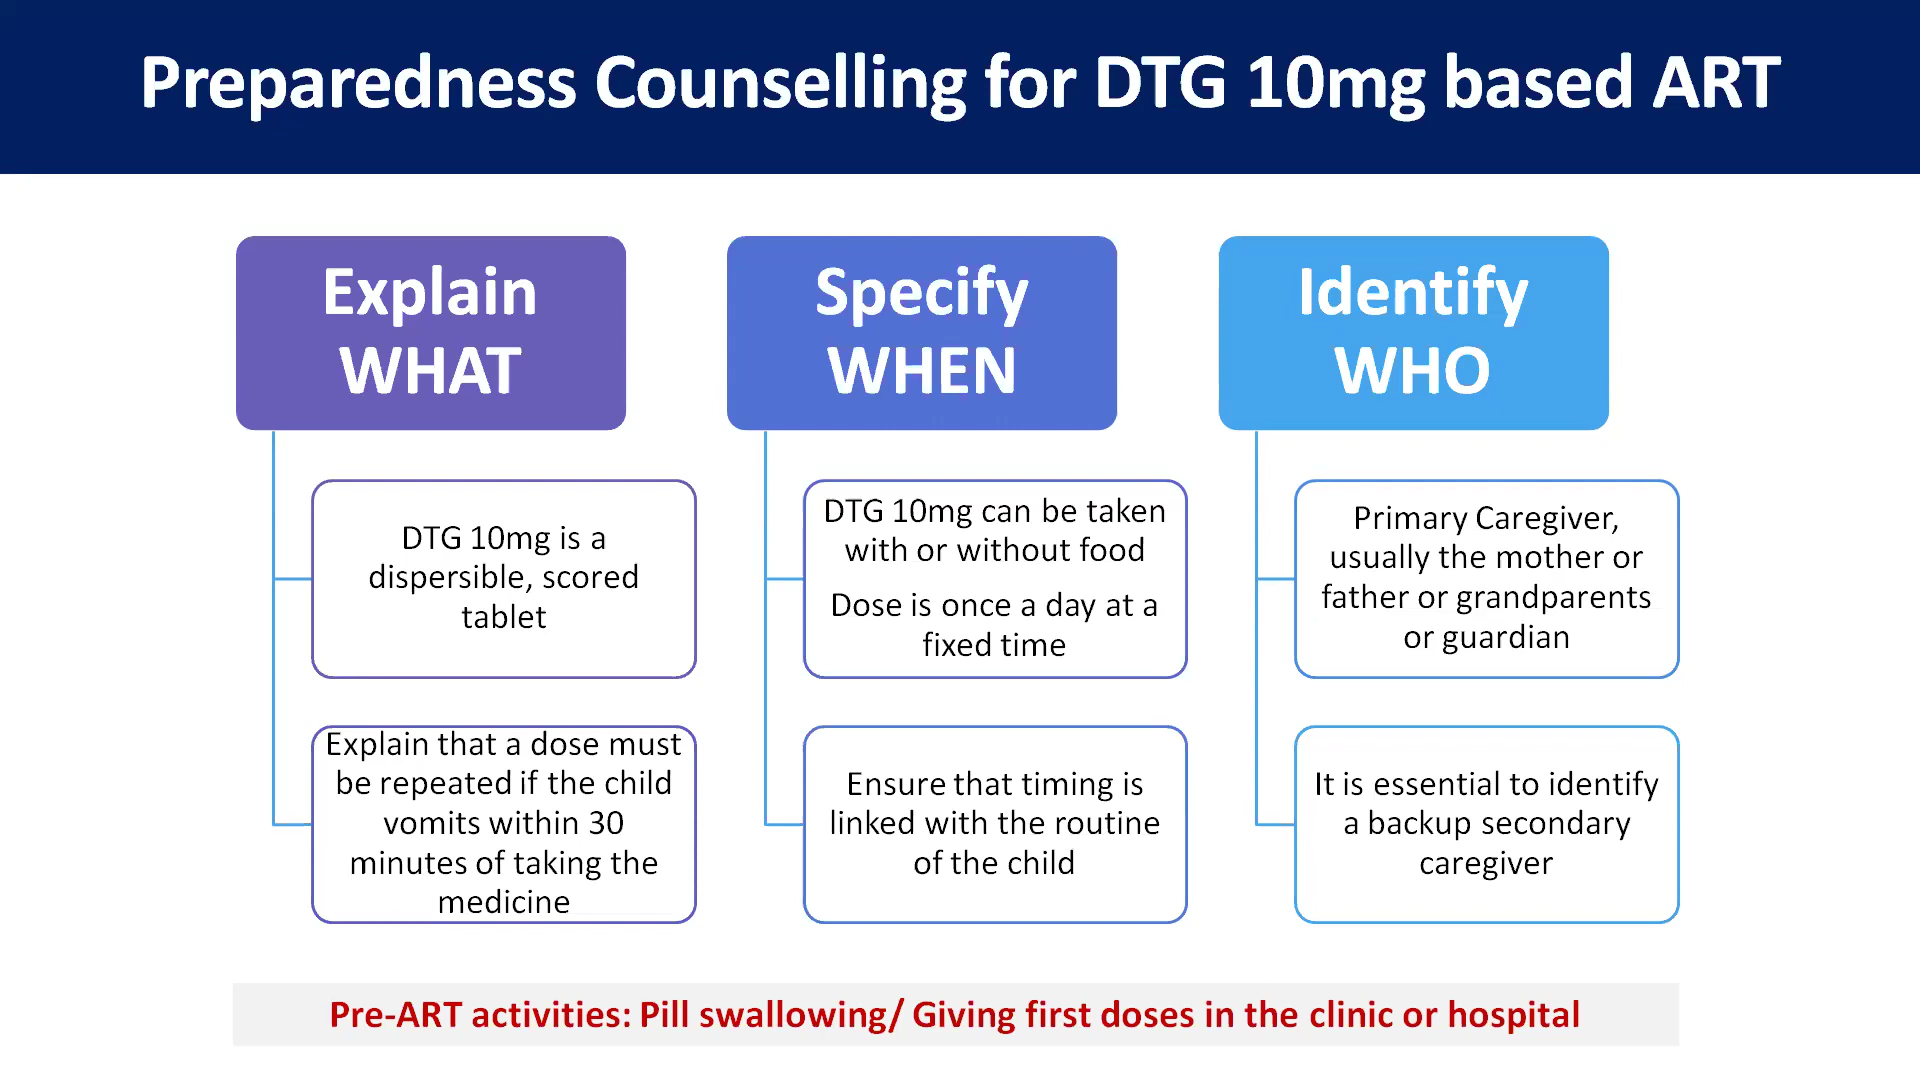 Preparedness Counselling for DTG 10mg based ART
Explain
WHAT
DTG 10mg is a
dispersible, scored
tablet
Explain that a dose must
be repeated if the child
vomits within 30
minutes of taking the
medicine
Specify
WHEN
DTG 10mg can be taken
with or without food
Dose is once a day at a
fixed time
Ensure that timing is
linked with the routine
of the child
Identify
WHO
Primary Caregiver,
usually the mother or
father or grandparents
or guardian
It is essential to identify
a backup secondary
caregiver
Pre-ART activities: Pill swallowing/ Giving first doses in the clinic or hospital